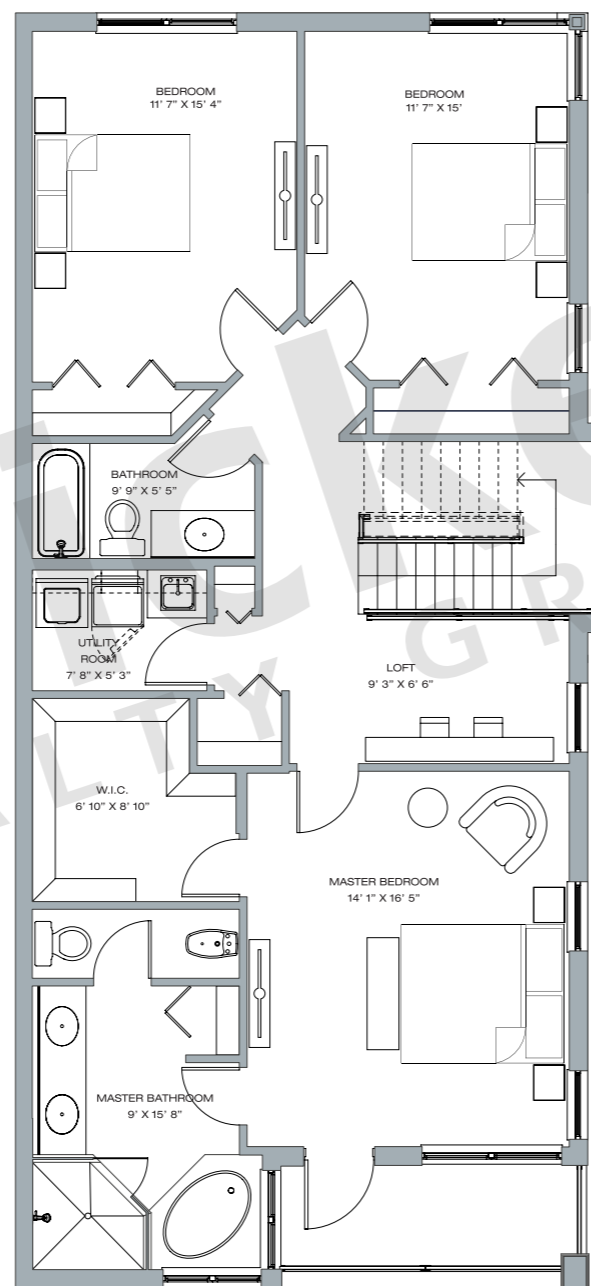 BEDROOM
11' 7" X 15' 4"
BEDROOM
11' 7" X 15'
BATHROOM
9' 9" X 5' 5"
UTILITY
ROOM
7' 8" X 5' 3"
LOFT
9' 3" X 6' 6"
W.I.C.
6' 10" X 8' 10"
MASTER BEDROOM
14' 1" X 16' 5"
MASTER BATHROOM
9' X 15' 8"